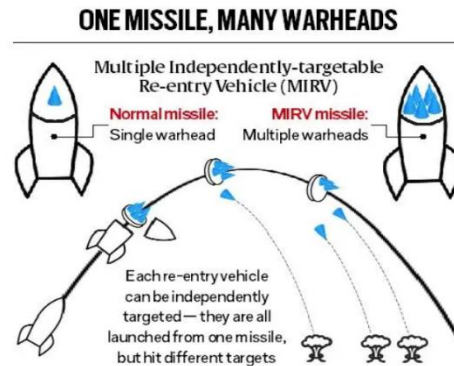 ONE MISSILE, MANY WARHEADS
Multiple Independently-targetable
Re-entry Vehicle (MIRV)
Normal missile:
Single warhead
MIRV missile:
Multiple warheads
Each re-entry vehicle
can be independently
targeted — they are all
launched from one missile,
but hit different targets